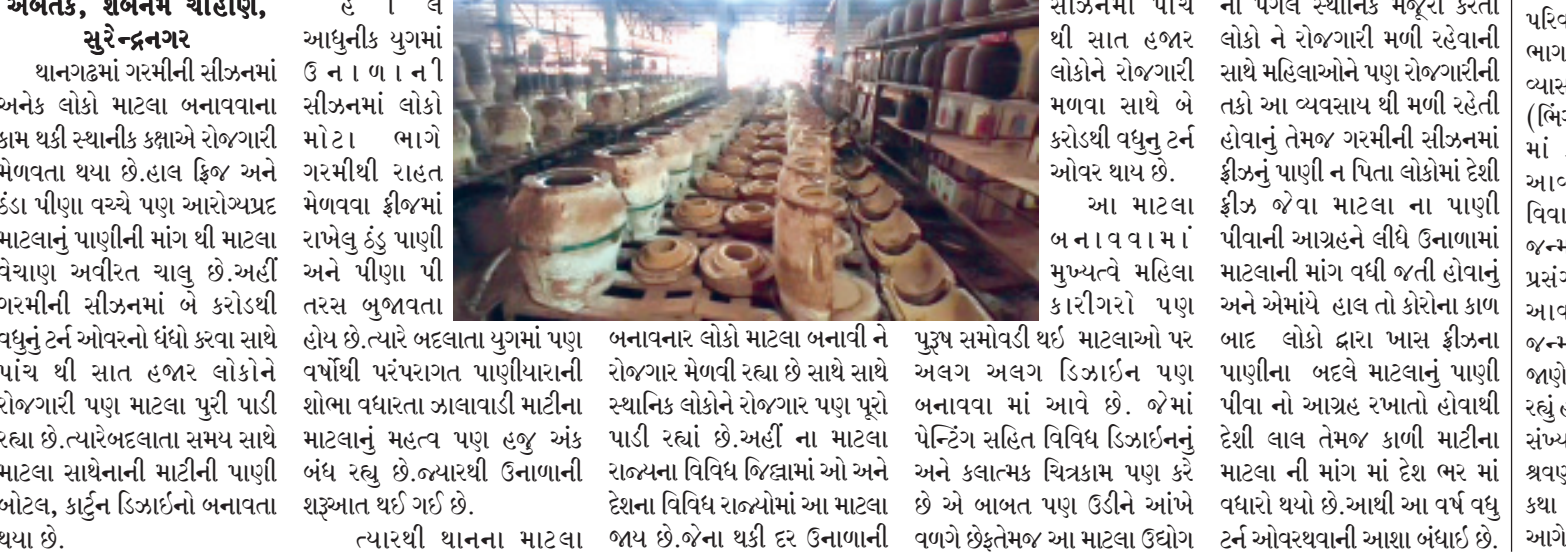 અબતક, શબનમ ચૌહાણ,
સુરેન્દ્રનગર
થાનગઢમાં ગરમીની સીઝનમાં
અનેક લોકો માટલા બનાવવાના
કામ થકી સ્થાનીક કક્ષાએ રોજગારી
મેળવતા થયા છે.હાલ ફ્રિજ અને
ઠંડા પીણા વચ્ચે પણ આરોગ્યપ્રદ
માટલાનું પાણીની માંગ થી માટલા
વેચાણ અવીરત ચાલુ છે.અહીં
ગરમીની સીઝનમાં બે કરોડથી
વધુનું ટર્ન ઓવરનો ધંધો કરવા સાથે
પાંચ થી સાત હજાર લોકોને
રોજગારી પણ માટલા પુરી પાડી
રહ્યા છે.ત્યારેબદલાતા સમય સાથે
માટલા સાથેનાની માટીની પાણી
બોટલ, કાર્ટુન ડિઝાઇનો બનાવતા
થયા છે.
હાલ
આધુનીક યુગમાં
ઉનાળાની
સીઝનમાં લોકો
મોટા ભાગે
ગરમીથી રાહત
મેળવવા ફ્રીજમાં
રાખેલુ ઠંડુ પાણી
અને પીણા પી
તરસ બુજાવતા
હોય છે.ત્યારે બદલાતા યુગમાં પણ
વર્ષોથી પરંપરાગત પાણીયારાની
શોભા વધારતા ઝાલાવાડી માટીના
માટલાનું મહત્વ પણ હજુ અંક
બંધ રહ્યુ છે.જ્યારથી ઉનાળાની
શરૂઆત થઈ ગઈ છે.
ત્યારથી થાનના માટલા
બનાવનાર લોકો માટલા બનાવી ને
રોજગાર મેળવી રહ્યા છે સાથે સાથે
સ્થાનિક લોકોને રોજગાર પણ પૂરો
પાડી રહ્યાં છે.અહીં ના માટલા
રાજ્યના વિવિધ જિલ્લામાં ઓ અને
દેશના વિવિધ રાજ્યોમાં આ માટલા
જાય છે.જેના થકી દર ઉનાળાની
સીઝનમાં પાંચ
થી સાત હજાર
લોકોને રોજગારી
મળવા સાથે બે
કરોડથી વધુનુ ટર્ન
ઓવર થાય છે.
આ માટલા
બનાવવામાં
મુખ્યત્વે મહિલા
કારીગરો પણ
પુરૂષ સમોવડી થઇ માટલાઓ પર
અલગ અલગ ડિઝાઇન પણ
બનાવવા માં આવે છે. જેમાં
પેન્ટિંગ સહિત વિવિધ ડિઝાઇનનું
અને કલાત્મક ચિત્રકામ પણ કરે
છે એ બાબત પણ ઉડીને આંખે
વળગે છેફતેમજ આ માટલા ઉદ્યોગ
ના પગલે સ્થાનિક મજૂરી કરતા
લોકો ને રોજગારી મળી રહેવાની
સાથે મહિલાઓને પણ રોજગારીની
તકો આ વ્યવસાય થી મળી રહેતી
હોવાનું તેમજ ગરમીની સીઝનમાં
ફ્રીઝનું પાણી ન પિતા લોકોમાં દેશી
ફ્રીઝ જેવા માટલા ના પાણી
પીવાની આગ્રહને લીધે ઉનાળામાં
માટલાની માંગ વધી જતી હોવાનું
અને એમાંયે હાલ તો કોરોના કાળ
બાદ લોકો દ્વારા ખાસ ફ્રીઝના
પાણીના બદલે માટલાનું પાણી
પીવા નો આગ્રહ રખાતો હોવાથી
દેશી લાલ તેમજ કાળી માટીના
માટલા ની માંગ માં દેશ ભર માં
વધારો થયો છે.આથી આ વર્ષ વધુ
ટર્ન ઓવરથવાની આશા બંધાઇ છે.